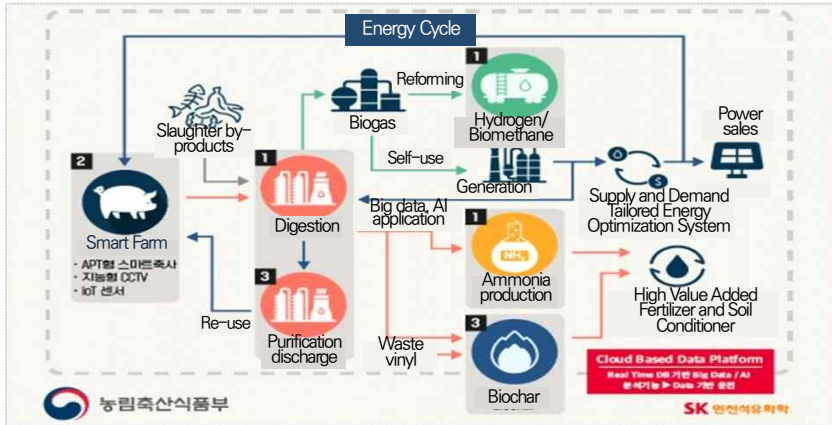 Energy Cycle
1
Reforming
Biogas
Hydrogen/
Biomethane
Power
sales
Slaughter by-
products
Self-use
Generation
2
1
Supply and Demand
Tailored Energy
Optimization System
Big data, AI
application
1
Smart Farm
Digestion
NH₃
· APT형 스마트축사
· 지능형 CCTV
· IoT 센서
Ammonia
production
3
High Value Added
Fertilizer and Soil
Conditioner
Re-use
3
Purification
discharge
Waste
vinyl
Cloud Based Data Platform
Real Time DB 기반 Big Data / AI
분석기능 ▶ Data 기반 운전
Biochar
농림축산식품부
SK 인천석유화학